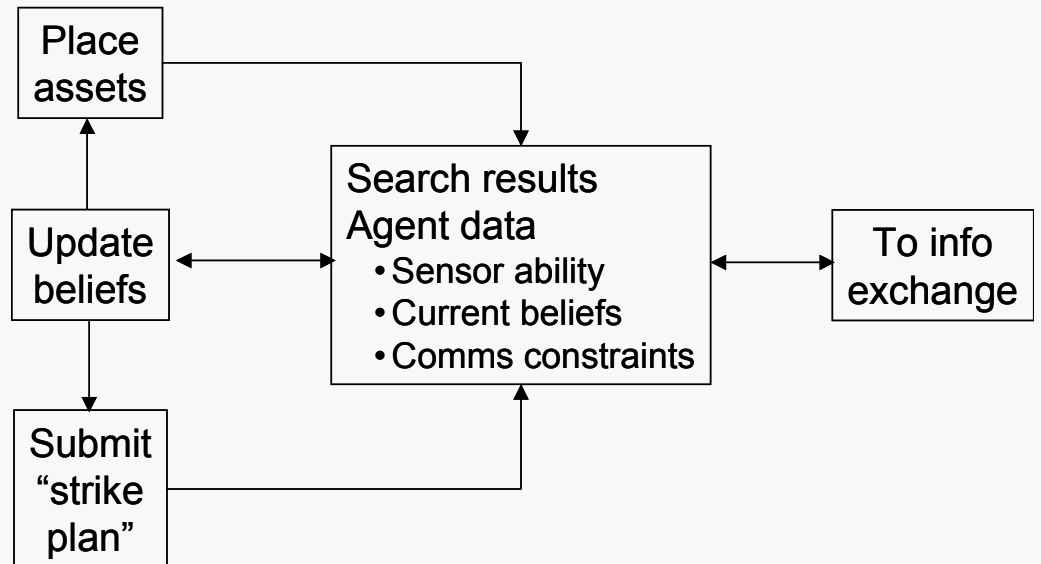 Place
assets
Search results
Agent data
•Sensor ability
•Current beliefs
•Comms constraints
Update
beliefs
To info
exchange
Submit
“strike
plan”